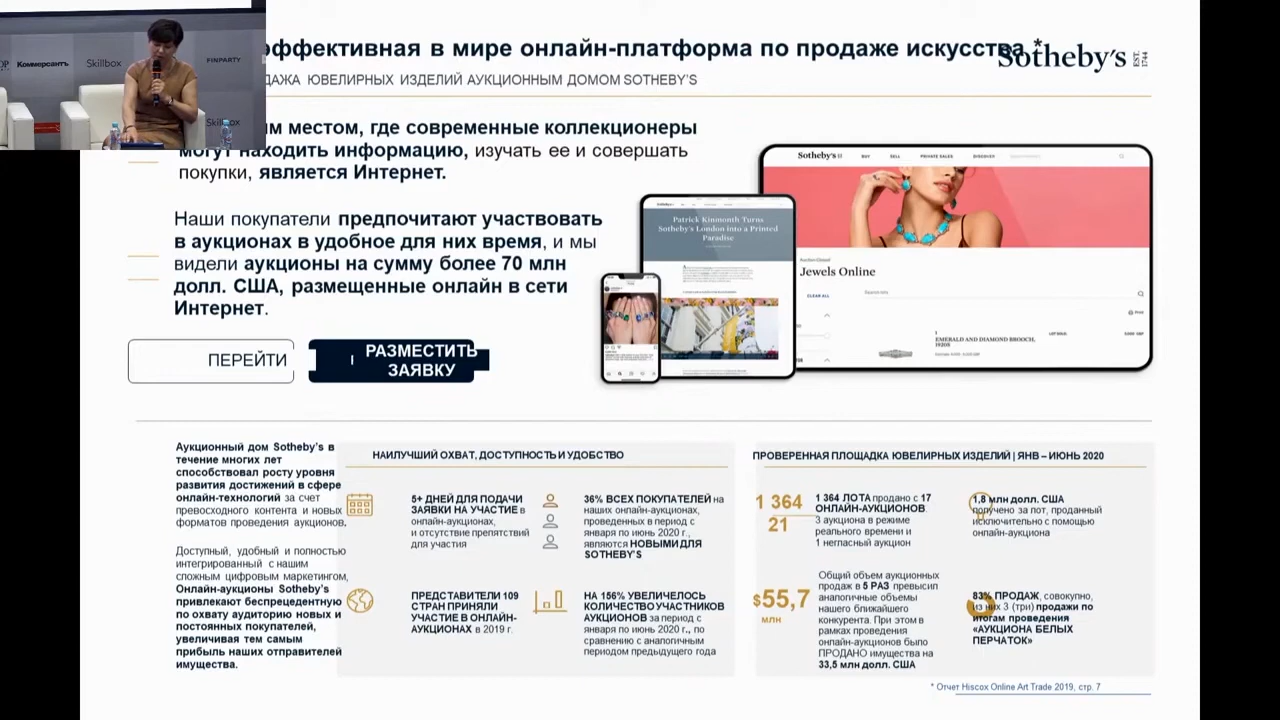 Коммерсантъ
Skillbox
FINPARTY
Skillbox
эффективная в мире онлайн-платформа по продаже искусства.*
Sotheby's EST. 1744
ДАЖА ЮВЕЛИРНЫХ ИЗДЕЛИЙ АУКЦИОННЫМ ДОМОМ SOTHEBY'S
ым местом, где современные коллекционеры
могут находить информацию, изучать ее и совершать
покупки, является Интернет.
Наши покупатели предпочитают участвовать
в аукционах в удобное для них время, и мы
видели аукционы на сумму более 70 млн
долл. США, размещенные онлайн в сети
Интернет.
ПЕРЕЙТИ
РАЗМЕСТИТЬ
ЗАЯВКУ
Patrick Kinmonth Turns
Sotheby's London into a Printed
Paradise
Sotheby's
BUY SELL PRIVATE SALES DISCOVER
Auction Closed
Jewels Online
CLEAR ALL
Print
1
EMERALD AND DIAMOND BROOCH,
1920S
Аукционный дом Sotheby's в
течение многих лет
способствовал росту уровня
развития достижений в сфере
онлайн-технологий за счет
превосходного контента и новых
форматов проведения аукционов.
Доступный, удобный и полностью
интегрированный с нашим
сложным цифровым маркетингом,
Онлайн-аукционы Sotheby's
привлекают беспрецедентную
по охвату аудиторию новых и
постоянных покупателей,
увеличивая тем самым
прибыль наших отправителей
имущества.
НАИЛУЧШИЙ ОХВАТ, ДОСТУПНОСТЬ И УДОБСТВО
5+ ДНЕЙ ДЛЯ ПОДАЧИ
ЗАЯВКИ НА УЧАСТИЕ в
онлайн-аукционах,
и отсутствие препятствий
для участия
36% ВСЕХ ПОКУПАТЕЛЕЙ на
наших онлайн-аукционах,
проведенных в период с
января по июнь 2020 г.,
являются НОВЫМИ ДЛЯ
SOTHEBY'S
ПРЕДСТАВИТЕЛИ 109
СТРАН ПРИНЯЛИ
УЧАСТИЕ В ОНЛАЙН-
АУКЦИОНАХ в 2019 г.
НА 156% УВЕЛИЧИЛОСЬ
КОЛИЧЕСТВО УЧАСТНИКОВ
АУКЦИОНОВ за период с
января по июнь 2020 г., по
сравнению с аналогичным
периодом предыдущего года
ПРОВЕРЕННАЯ ПЛОЩАДКА ЮВЕЛИРНЫХ ИЗДЕЛИЙ | ЯНВ – ИЮНЬ 2020
1 364
21
1 364 ЛОТА продано с 17
ОНЛАЙН-АУКЦИОНОВ.
3 аукциона в режиме
реального времени и
1 негласный аукцион
1,8 млн долл. США
получено за лот, проданный
исключительно с помощью
онлайн-аукциона
$55,7
млн
Общий объем аукционных
продаж в 5 РАЗ превысил
аналогичные объемы
нашего ближайшего
конкурента. При этом в
рамках проведения
онлайн-аукционов было
ПРОДАНО имущества на
33,5 млн долл. США
83% ПРОДАЖ, совокупно,
из них 3 (три) продажи по
итогам проведения
«АУКЦИОНА БЕЛЫХ
ПЕРЧАТОК»
* Отчет Hiscox Online Art Trade 2019, стр. 7